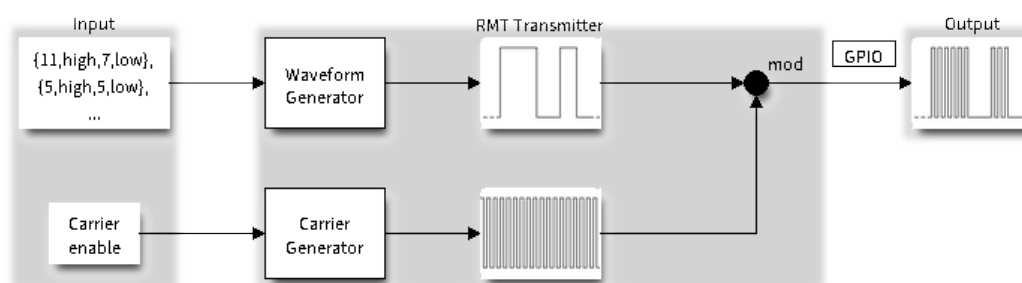 Input
RMT Transmitter
Output
{11,high,7,low},
{5,high,5,low},
...
Waveform
Generator
mod
GPIO
Carrier
enable
Carrier
Generator